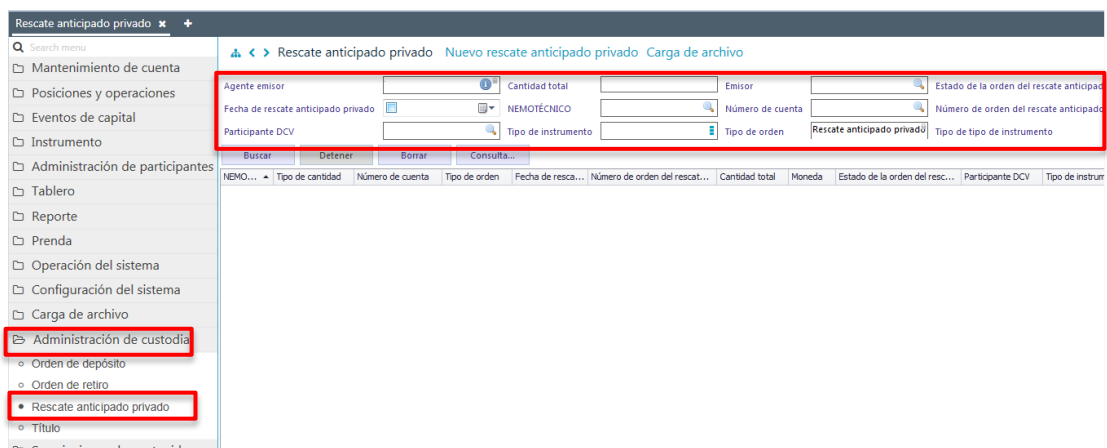 Rescate anticipado privado × +
Search menu
Rescate anticipado privado Nuevo rescate anticipado privado Carga de archivo
Mantenimiento de cuenta
Posiciones y operaciones
Eventos de capital
Instrumento
Administración de participantes
Tablero
Reporte
Prenda
Operación del sistema
Configuración del sistema
Carga de archivo
Administración de custodia
Orden de depósito
Orden de retiro
Rescate anticipado privado
Título
Agente emisor Cantidad total Emisor Estado de la orden del rescate anticipad
Fecha de rescate anticipado privado NEMOTÉCNICO Número de cuenta Número de orden del rescate anticipado
Participante DCV Tipo de instrumento Tipo de orden Rescate anticipado privado Tipo de tipo de instrumento
Buscar Detener Borrar Consulta...
NEMO... Tipo de cantidad Número de cuenta Tipo de orden Fecha de resca... Número de orden del rescat... Cantidad total Moneda Estado de la orden del resc... Participante DCV Tipo de instrum